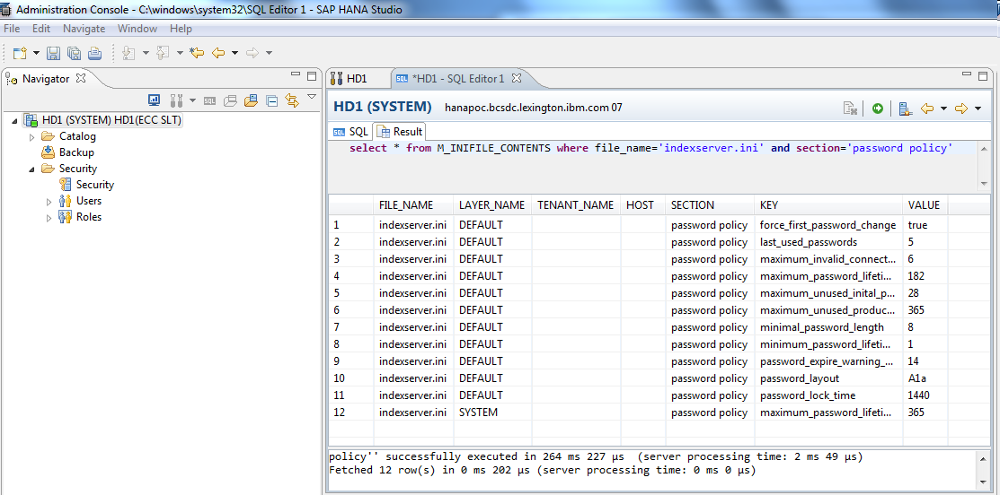 Administration Console - C:\windows\system32\SQL Editor 1 - SAP HANA Studio
File Edit Navigate Window Help
Navigator
HD1 (SYSTEM) HD1(ECC SLT)
Catalog
Backup
Security
Security
Users
Roles
HD1
*HD1 - SQL Editor 1
HD1 (SYSTEM) hanapoc.bcsdc.lexington.ibm.com 07
SQL Result
select * from M_INIFILE_CONTENTS where file_name='indexserver.ini' and section='password policy'
FILE_NAME LAYER_NAME TENANT_NAME HOST SECTION KEY VALUE
1 indexserver.ini DEFAULT password policy force_first_password_change true
2 indexserver.ini DEFAULT password policy last_used_passwords 5
3 indexserver.ini DEFAULT password policy maximum_invalid_connect... 6
4 indexserver.ini DEFAULT password policy maximum_password_lifeti... 182
5 indexserver.ini DEFAULT password policy maximum_unused_inital_p... 28
6 indexserver.ini DEFAULT password policy maximum_unused_produc... 365
7 indexserver.ini DEFAULT password policy minimal_password_length 8
8 indexserver.ini DEFAULT password policy minimum_password_lifeti... 1
9 indexserver.ini DEFAULT password policy password_expire_warning_... 14
10 indexserver.ini DEFAULT password policy password_layout A1a
11 indexserver.ini DEFAULT password policy password_lock_time 1440
12 indexserver.ini SYSTEM password policy maximum_password_lifeti... 365
policy'' successfully executed in 264 ms 227 µs (server processing time: 2 ms 49 µs)
Fetched 12 row(s) in 0 ms 202 µs (server processing time: 0 ms 0 µs)